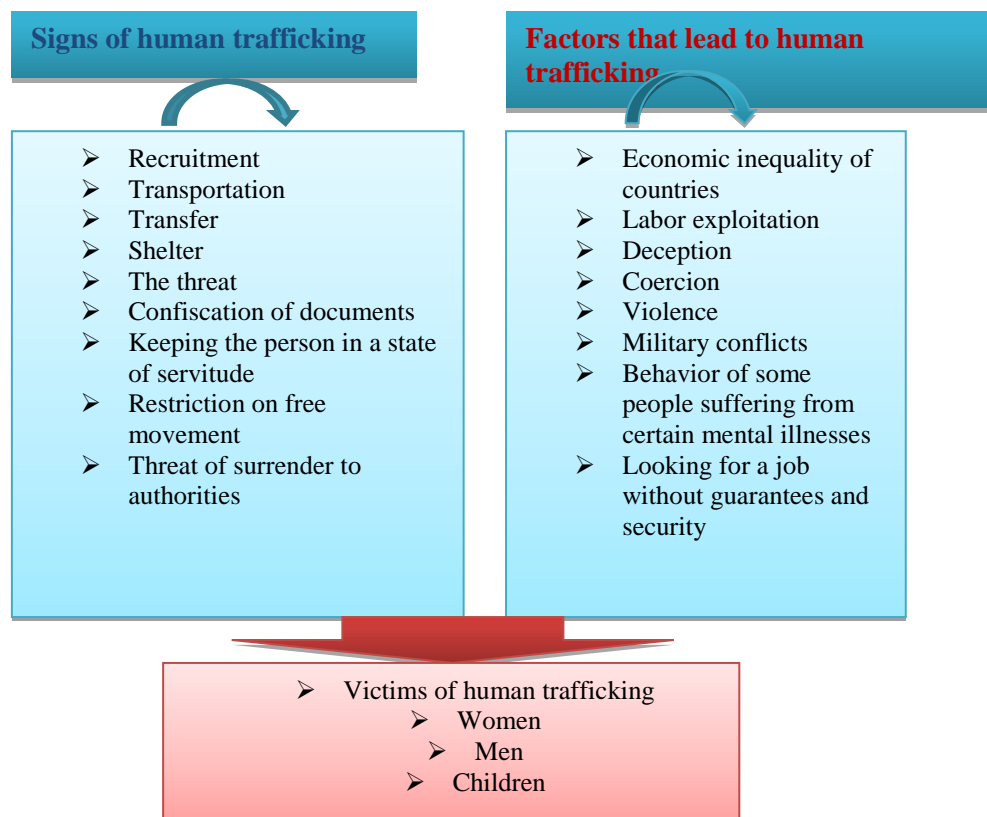 Signs of human trafficking
Factors that lead to human
trafficking
➢ Recruitment
➢ Transportation
➢ Transfer
➢ Shelter
➢ The threat
➢ Confiscation of documents
➢ Keeping the person in a state
of servitude
➢ Restriction on free
movement
➢ Threat of surrender to
authorities
➢ Economic inequality of
countries
➢ Labor exploitation
➢ Deception
➢ Coercion
➢ Violence
➢ Military conflicts
➢ Behavior of some
people suffering from
certain mental illnesses
➢ Looking for a job
without guarantees and
security
➢ Victims of human trafficking
➢ Women
➢ Men
➢ Children